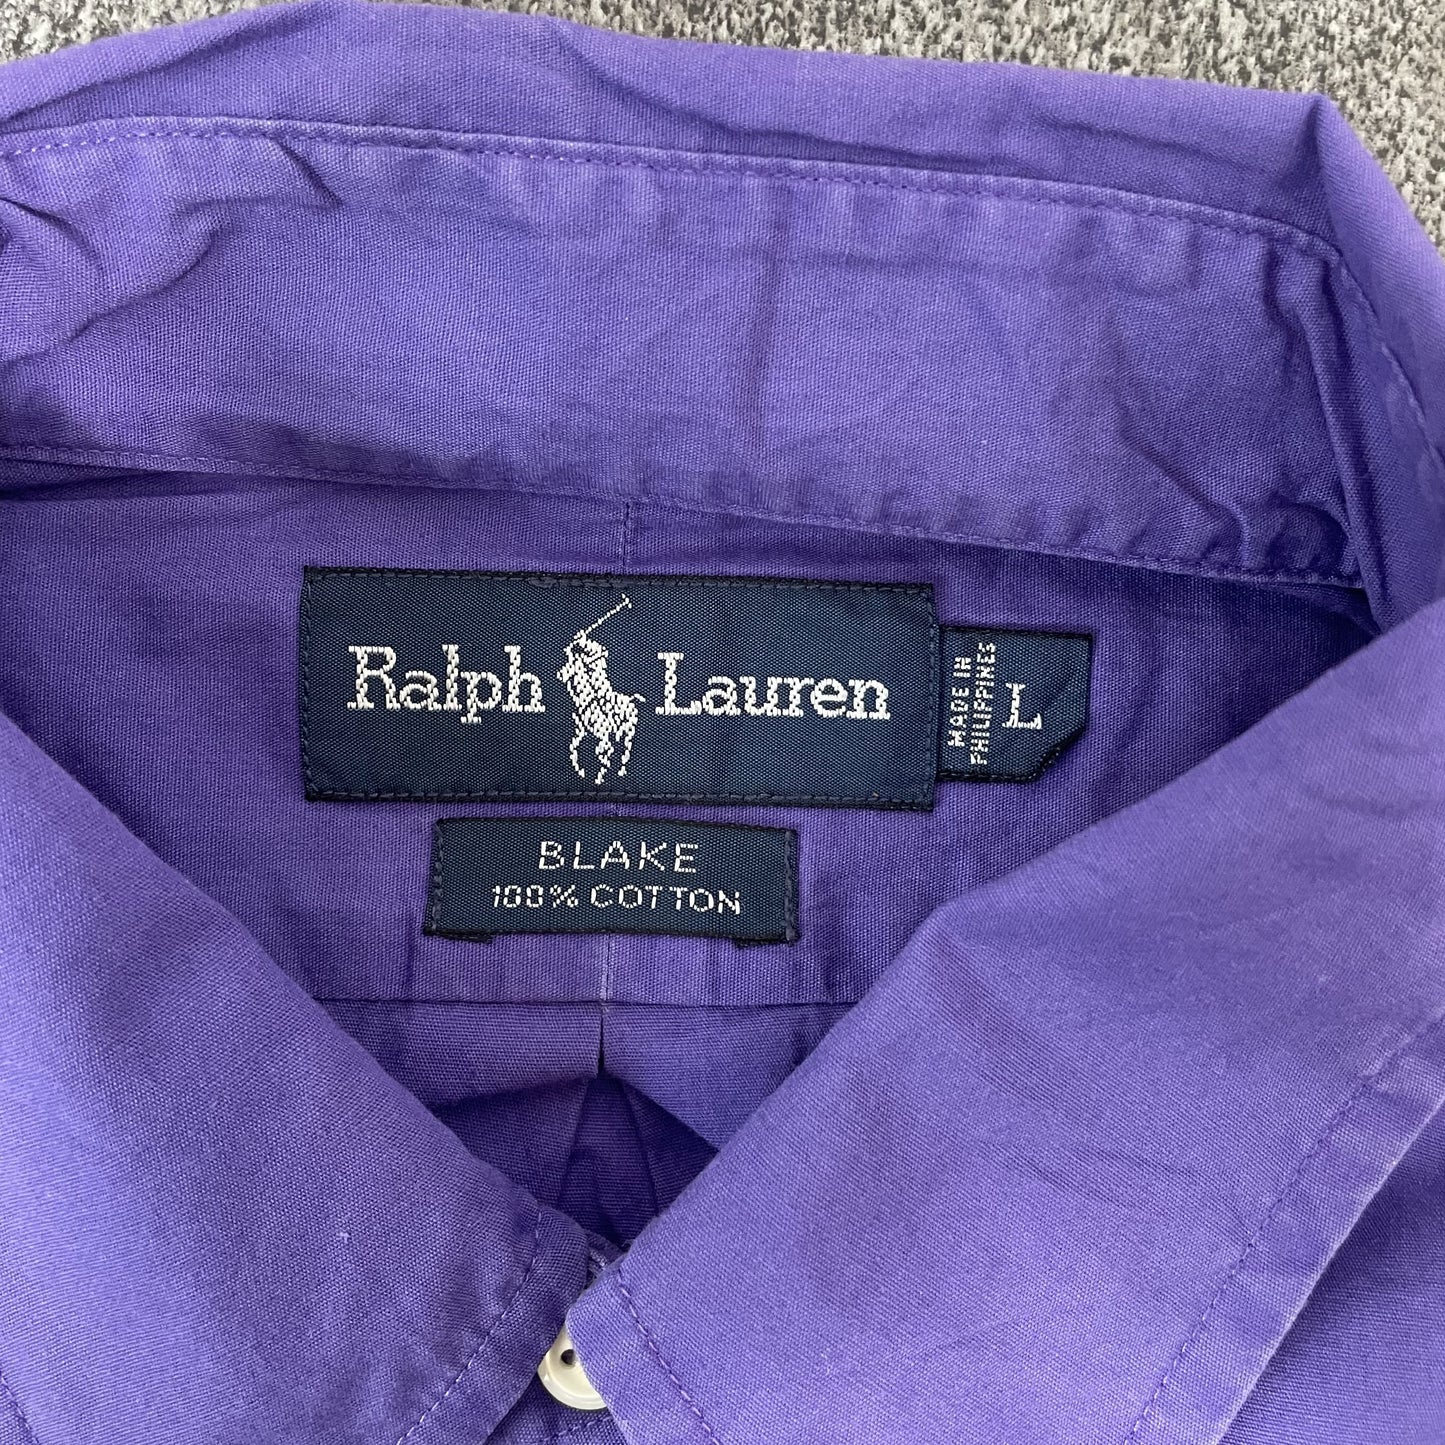 Ralph Lauren
MADE IN
PHILIPPINES
L
BLAKE
100% COTTON